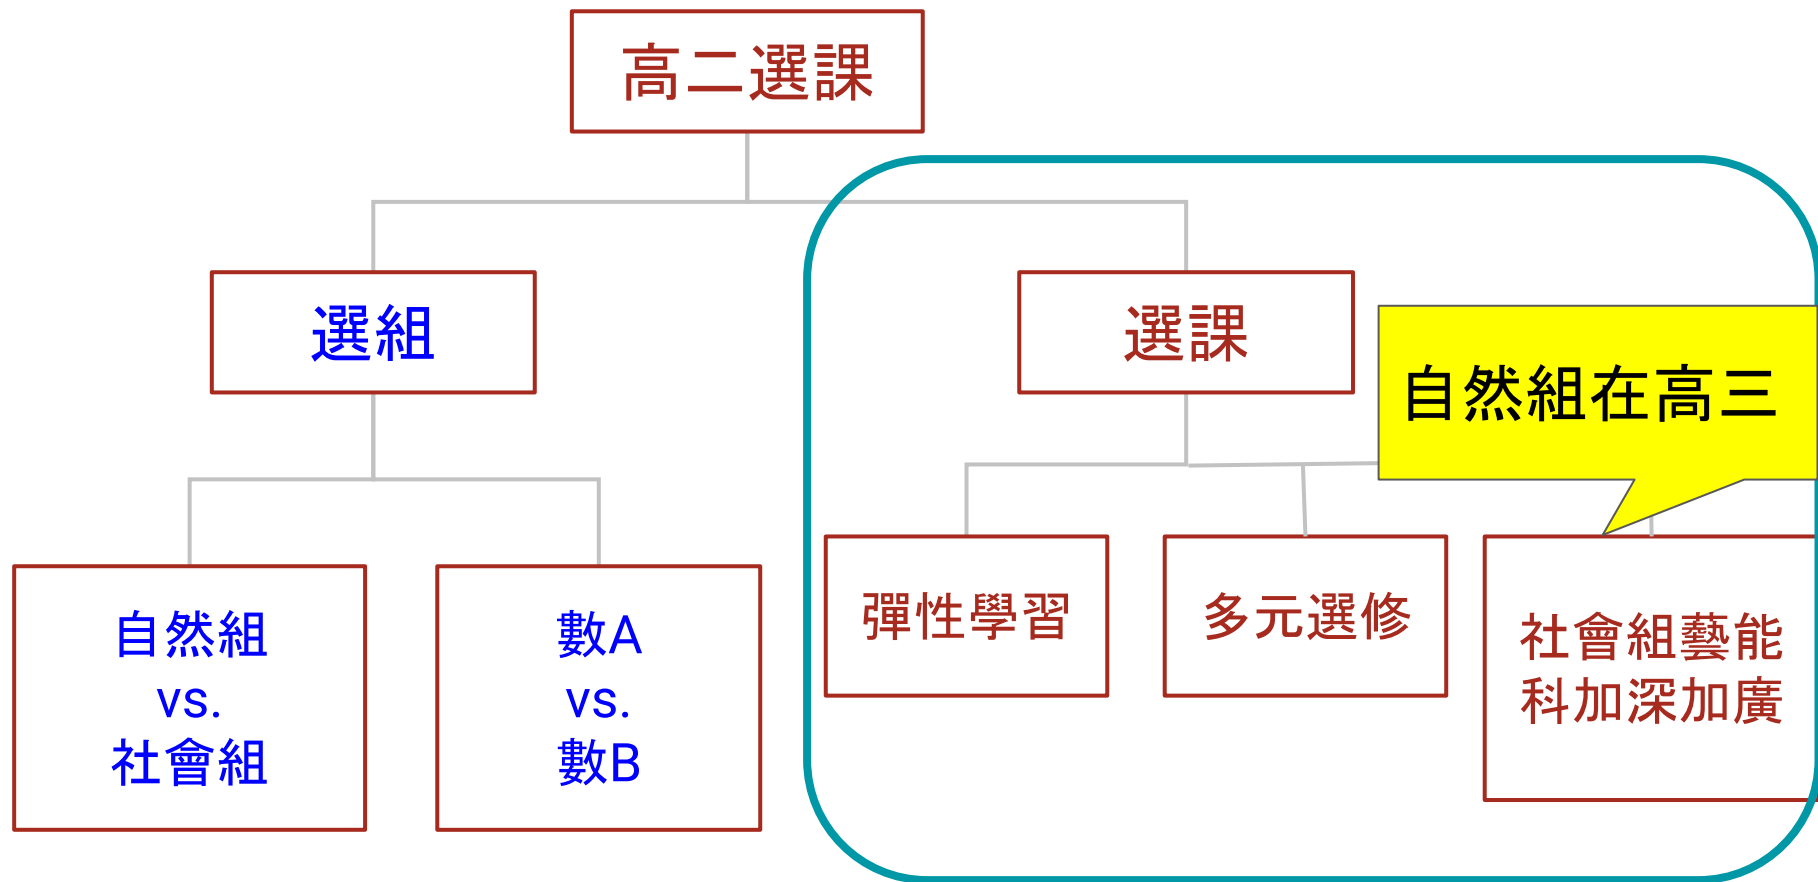 高二選課
選組
選課
自然組在高三
自然組
vs.
社會組
數A
vs.
數B
彈性學習
多元選修
社會組藝能
科加深加廣